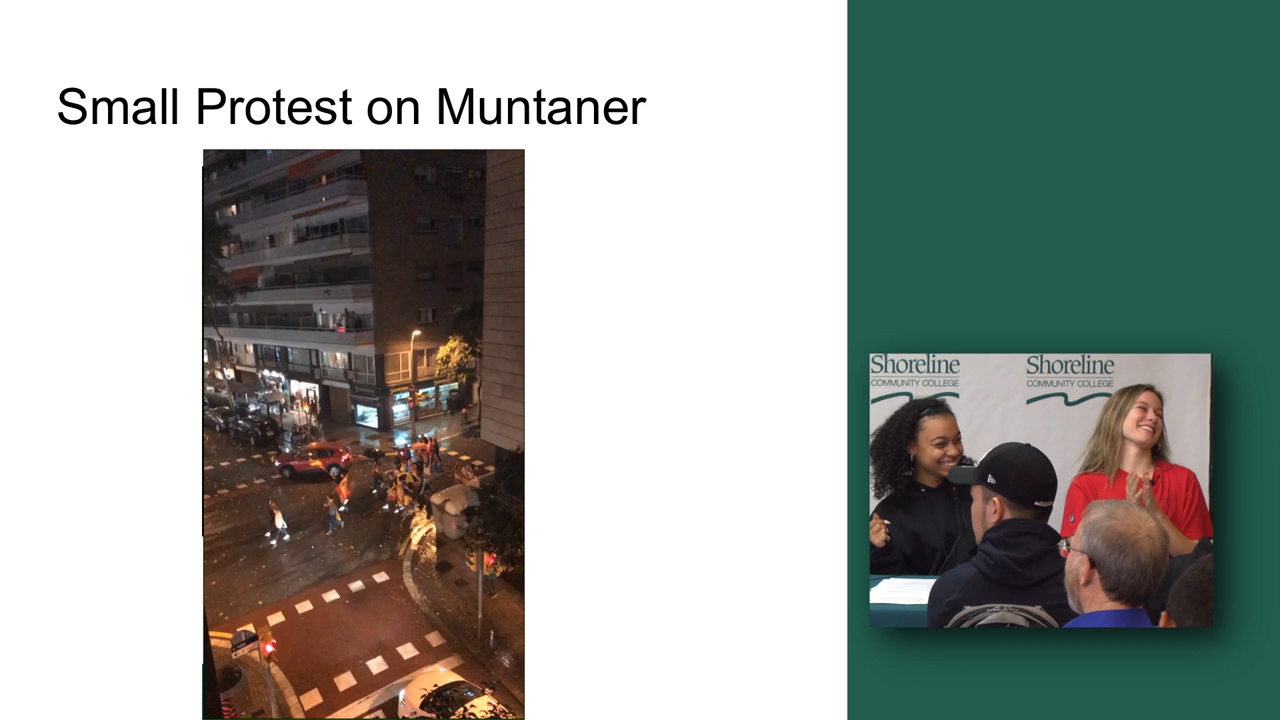 Small Protest on Muntaner
Shoreline
COMMUNITY COLLEGE
Shoreline
COMMUNITY COLLEGE